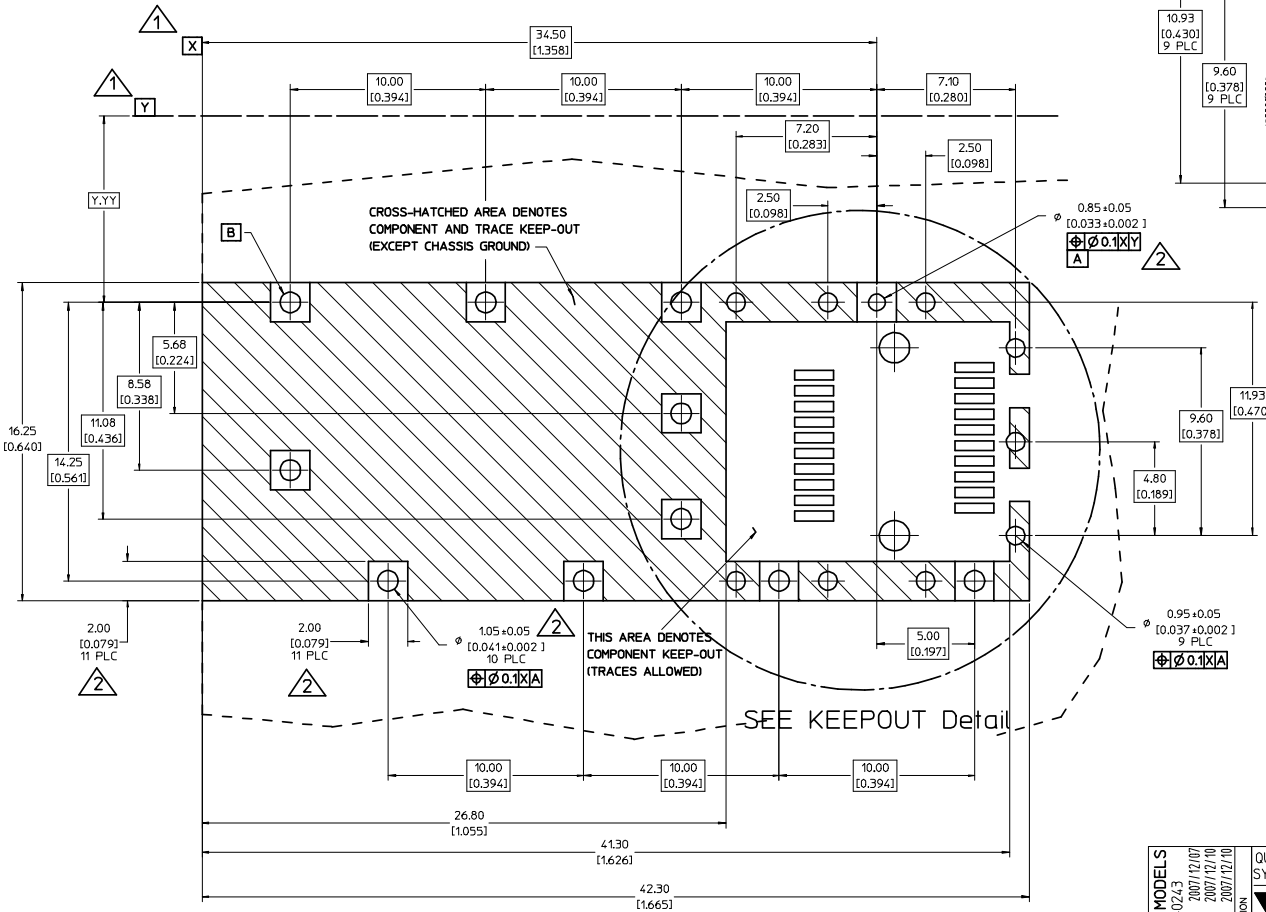 1
X
34.50
[1.358]
10.93
[0.430]
9 PLC
1
Y
10.00
[0.394]
10.00
[0.394]
10.00
[0.394]
7.10
[0.280]
9.60
[0.378]
9 PLC
7.20
[0.283]
2.50
[0.098]
Y.YY
2.50
[0.098]
B
CROSS-HATCHED AREA DENOTES
COMPONENT AND TRACE KEEP-OUT
(EXCEPT CHASSIS GROUND)
⌀ 0.85±0.05
[0.033±0.002 ]
⌖ ⌀ 0.1 X Y
A
2
5.68
[0.224]
8.58
[0.338]
11.08
[0.436]
14.25
[0.561]
16.25
[0.640]
11.93
[0.470
9.60
[0.378]
4.80
[0.189]
2.00
[0.079]
11 PLC
2
2.00
[0.079]
11 PLC
2
⌀ 1.05±0.05
[0.041±0.002 ]
10 PLC
⌖ ⌀ 0.1 X A
2
THIS AREA DENOTES
COMPONENT KEEP-OUT
(TRACES ALLOWED)
5.00
[0.197]
⌀ 0.95±0.05
[0.037±0.002 ]
9 PLC
⌖ ⌀ 0.1 X A
SEE KEEPOUT Detail
10.00
[0.394]
10.00
[0.394]
10.00
[0.394]
26.80
[1.055]
41.30
[1.626]
42.30
[1.665]
MODELS
0243
2007/12/07
2007/12/10
2007/12/10
ION
QU
SY